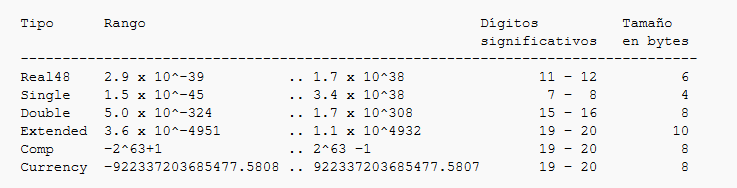 Tipo Rango Dígitos Tamaño
significativos en bytes
--------------------------------------------------------------------------------
Real48 2.9 x 10^-39 .. 1.7 x 10^38 11 - 12 6
Single 1.5 x 10^-45 .. 3.4 x 10^38 7 - 8 4
Double 5.0 x 10^-324 .. 1.7 x 10^308 15 - 16 8
Extended 3.6 x 10^-4951 .. 1.1 x 10^4932 19 - 20 10
Comp -2^63+1 .. 2^63 -1 19 - 20 8
Currency -922337203685477.5808 .. 922337203685477.5807 19 - 20 8